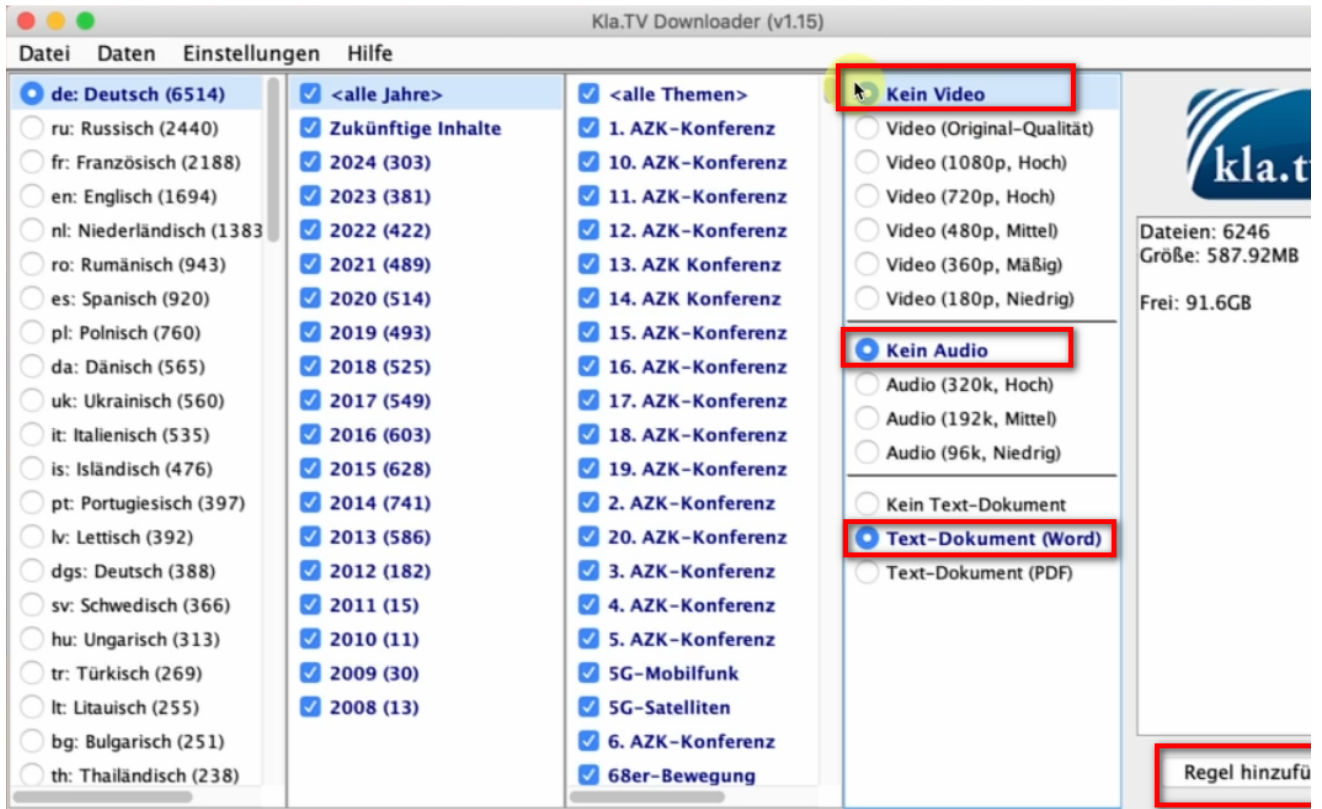 Kla.TV Downloader (v1.15)
Datei Daten Einstellungen Hilfe
de: Deutsch (6514)
ru: Russisch (2440)
fr: Französisch (2188)
en: Englisch (1694)
nl: Niederländisch (1383
ro: Rumänisch (943)
es: Spanisch (920)
pl: Polnisch (760)
da: Dänisch (565)
uk: Ukrainisch (560)
it: Italienisch (535)
is: Isländisch (476)
pt: Portugiesisch (397)
lv: Lettisch (392)
dgs: Deutsch (388)
sv: Schwedisch (366)
hu: Ungarisch (313)
tr: Türkisch (269)
lt: Litauisch (255)
bg: Bulgarisch (251)
th: Thailändisch (238)
<alle Jahre>
Zukünftige Inhalte
2024 (303)
2023 (381)
2022 (422)
2021 (489)
2020 (514)
2019 (493)
2018 (525)
2017 (549)
2016 (603)
2015 (628)
2014 (741)
2013 (586)
2012 (182)
2011 (15)
2010 (11)
2009 (30)
2008 (13)
<alle Themen>
1. AZK-Konferenz
10. AZK-Konferenz
11. AZK-Konferenz
12. AZK-Konferenz
13. AZK Konferenz
14. AZK Konferenz
15. AZK-Konferenz
16. AZK-Konferenz
17. AZK-Konferenz
18. AZK-Konferenz
19. AZK-Konferenz
2. AZK-Konferenz
20. AZK-Konferenz
3. AZK-Konferenz
4. AZK-Konferenz
5. AZK-Konferenz
5G-Mobilfunk
5G-Satelliten
6. AZK-Konferenz
68er-Bewegung
Kein Video
Video (Original-Qualität)
Video (1080p, Hoch)
Video (720p, Hoch)
Video (480p, Mittel)
Video (360p, Mäßig)
Video (180p, Niedrig)
Kein Audio
Audio (320k, Hoch)
Audio (192k, Mittel)
Audio (96k, Niedrig)
Kein Text-Dokument
Text-Dokument (Word)
Text-Dokument (PDF)
kla.t
Dateien: 6246
Größe: 587.92MB
Frei: 91.6GB
Regel hinzufü